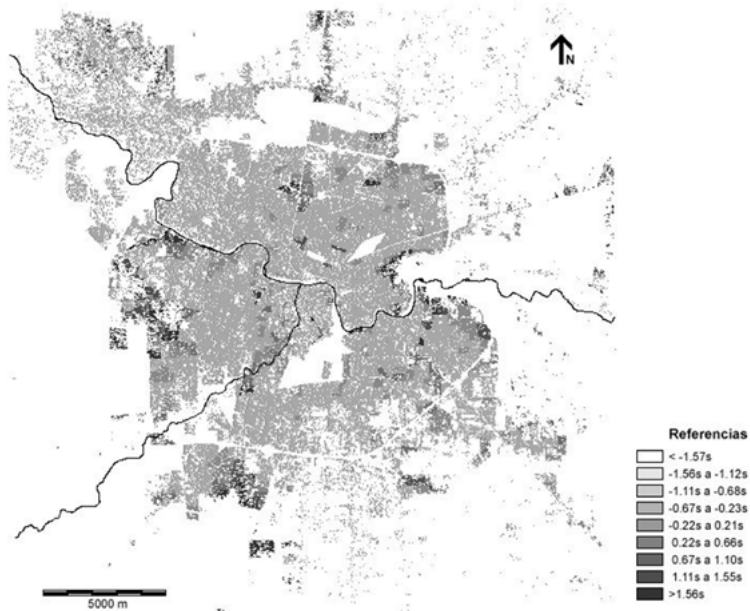 N
Referencias
< -1.57s
-1.56s a -1.12s
-1.11s a -0.68s
-0.67s a -0.23s
-0.22s a 0.21s
0.22s a 0.66s
0.67s a 1.10s
1.11s a 1.55s
>1.56s
5000 m